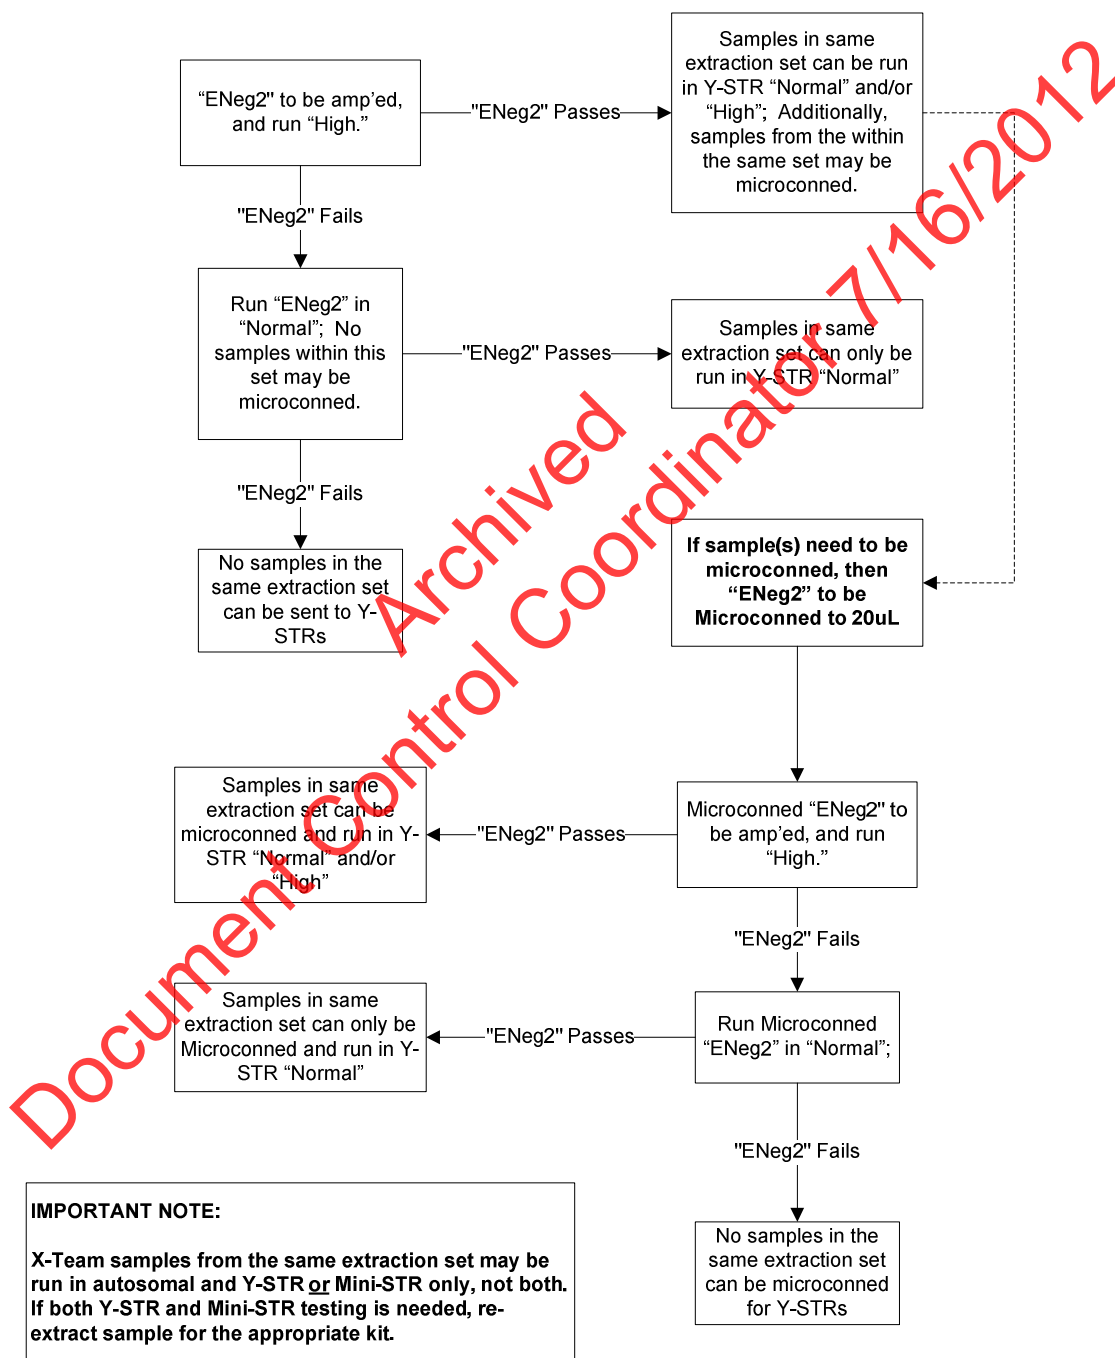 “ENeg2" to be amp’ed,
and run “High.”
"ENeg2" Passes
Samples in same
extraction set can be run
in Y-STR “Normal” and/or
“High”;  Additionally,
samples from the within
the same set may be
microconned.
"ENeg2" Fails
Run “ENeg2” in
“Normal”;  No
samples within this
set may be
microconned.
"ENeg2" Passes
Samples in same
extraction set can only be
run in Y-STR “Normal”
"ENeg2" Fails
No samples in the
same extraction set
can be sent to Y-
STRs
If sample(s) need to be
microconned, then
“ENeg2” to be
Microconned to 20uL
Microconned “ENeg2" to
be amp’ed, and run
“High.”
"ENeg2" Passes
Samples in same
extraction set can be
microconned and run in Y-
STR “Normal” and/or
“High”
"ENeg2" Fails
Run Microconned
“ENeg2” in “Normal”;
"ENeg2" Passes
Samples in same
extraction set can only be
Microconned and run in Y-
STR “Normal”
"ENeg2" Fails
No samples in the
same extraction set
can be microconned
for Y-STRs
IMPORTANT NOTE:
X-Team samples from the same extraction set may be
run in autosomal and Y-STR or Mini-STR only, not both.
If both Y-STR and Mini-STR testing is needed, re-
extract sample for the appropriate kit.
Archived
Document Control Coordinator 7/16/2012